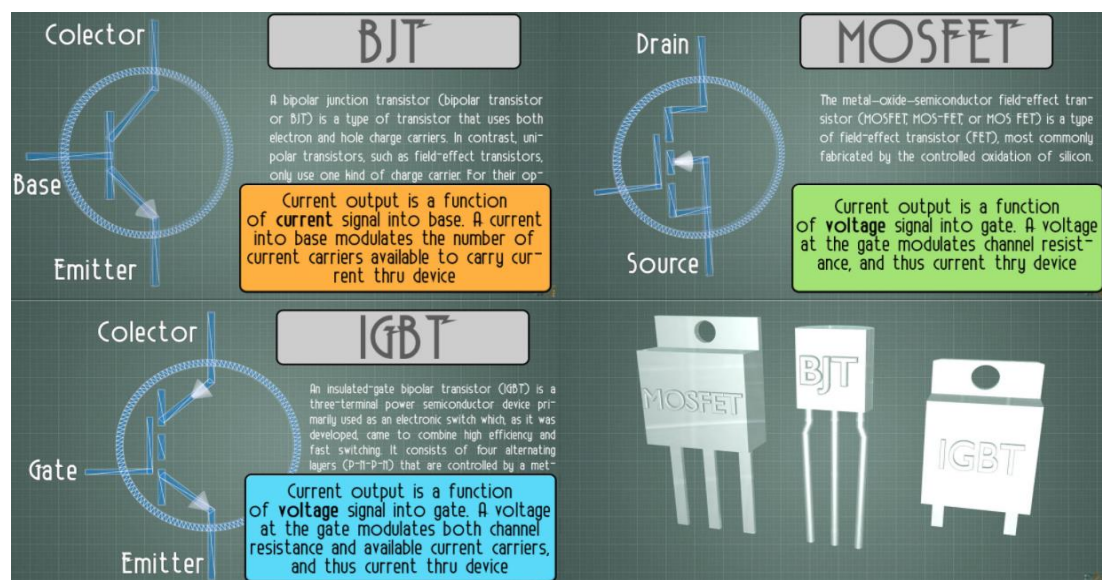 Colector
BJT
A bipolar junction transistor (bipolar transistor
or BJT) is a type of transistor that uses both
electron and hole charge carriers. In contrast, uni-
polar transistors, such as field-effect transistors,
only use one kind of charge carrier. For their op-
Base
Current output is a function
of current signal into base. A current
into base modulates the number of
current carriers available to carry cur-
rent thru device
Emitter
Drain
MOSFET
The metal-oxide-semiconductor field-effect tran-
sistor (MOSFET, MOS-FET, or MOS FET) is a type
of field-effect transistor (FET), most commonly
fabricated by the controlled oxidation of silicon.
Current output is a function
of voltage signal into gate. A voltage
at the gate modulates channel resist-
ance, and thus current thry device
Source
Colector
IGBT
An insulated-gate bipolar transistor (IGBT) is a
three-terminal power semiconductor device pri-
marily used as an electronic switch which, as it was
developed, came to combine high efficiency and
fast switching. It consists of four alternating
layers (P-N-P-N) that are controlled by a met-
Gate
Current output is a function
of voltage signal into gate. A voltage
at the gate modulates both channel
resistance and available current carriers,
and thus current thru device
Emitter
MOSFET
BJT
IGBT